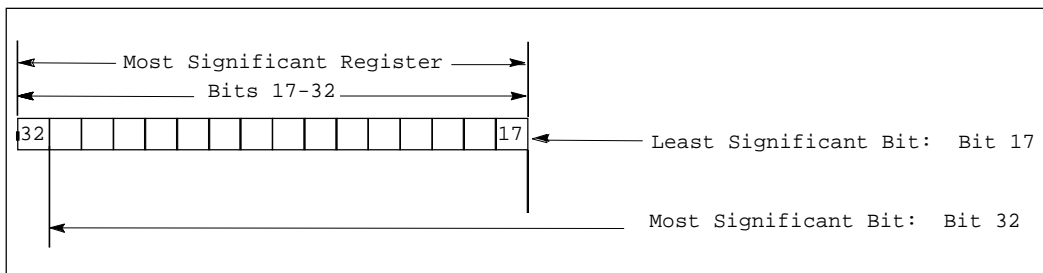 Most Significant Register
Bits 17-32
32 17
Least Significant Bit: Bit 17
Most Significant Bit: Bit 32